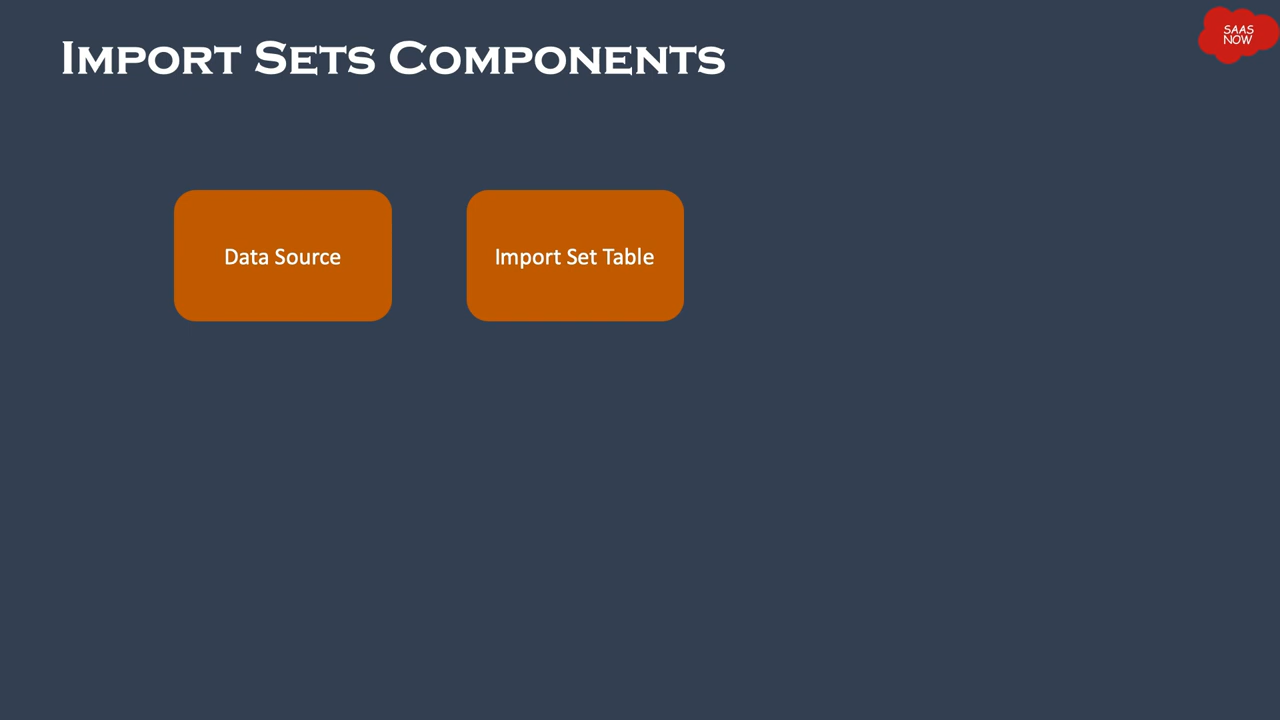 Import Sets Components
SAAS
NOW
Data Source
Import Set Table